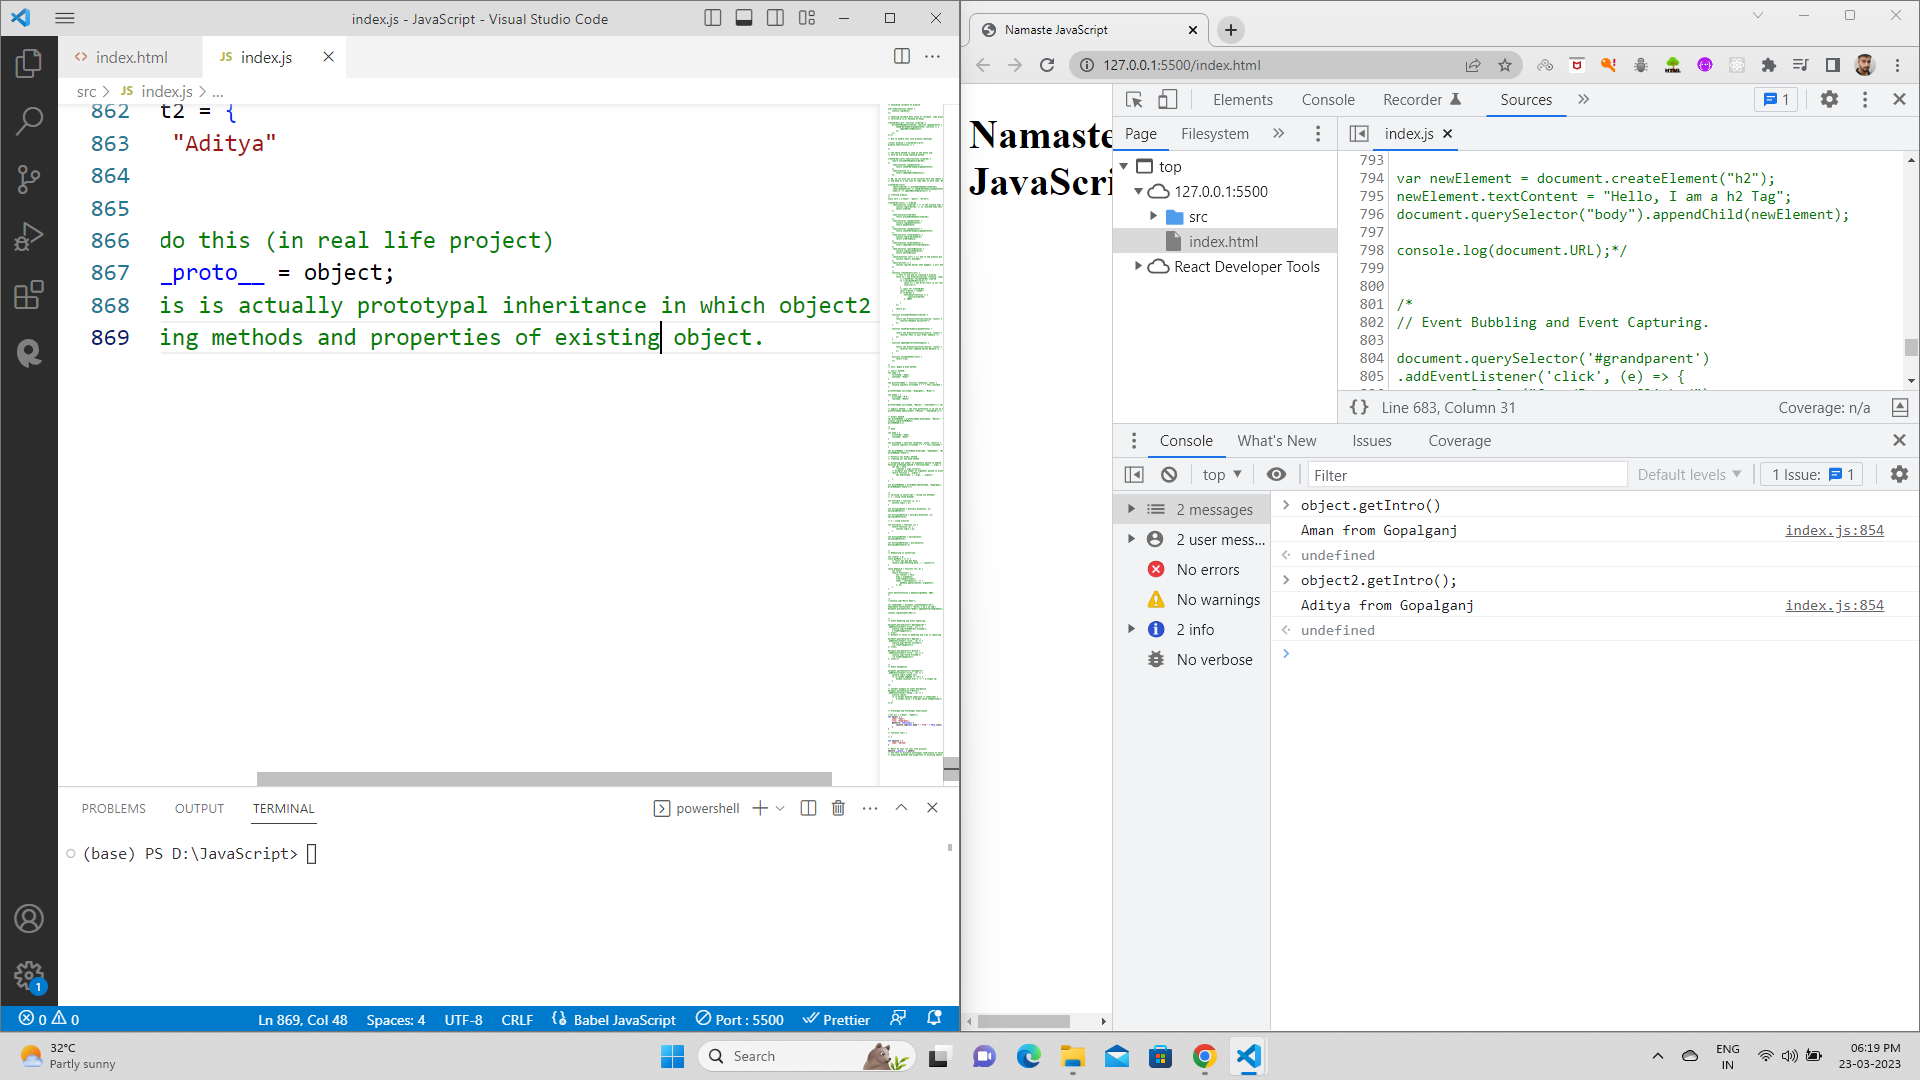 index.js - JavaScript - Visual Studio Code
index.html
JS index.js
src > JS index.js > ...
862 t2 = {
863 "Aditya"
864
865
866 do this (in real life project)
867 _proto__ = object;
868 is is actually prototypal inheritance in which object2
869 ing methods and properties of existing object.
PROBLEMS OUTPUT TERMINAL
powershell
(base) PS D:\JavaScript>
1
0 0 Ln 869, Col 48 Spaces: 4 UTF-8 CRLF Babel JavaScript Port : 5500 Prettier
Namaste JavaScript
127.0.0.1:5500/index.html
Namaste
JavaScri
Elements Console Recorder Sources 1
Page Filesystem
top
127.0.0.1:5500
src
index.html
React Developer Tools
index.js
793
794 var newElement = document.createElement("h2");
795 newElement.textContent = "Hello, I am a h2 Tag";
796 document.querySelector("body").appendChild(newElement);
797
798 console.log(document.URL);*/
799
800
801 /*
802 // Event Bubbling and Event Capturing.
803
804 document.querySelector('#grandparent')
805 .addEventListener('click', (e) => {
{} Line 683, Column 31 Coverage: n/a
Console What's New Issues Coverage
top Filter Default levels 1 Issue: 1
2 messages
2 user mess...
No errors
No warnings
2 info
No verbose
object.getIntro()
Aman from Gopalganj index.js:854
undefined
object2.getIntro();
Aditya from Gopalganj index.js:854
undefined
32°C
Partly sunny
Search
ENG
IN
06:19 PM
23-03-2023